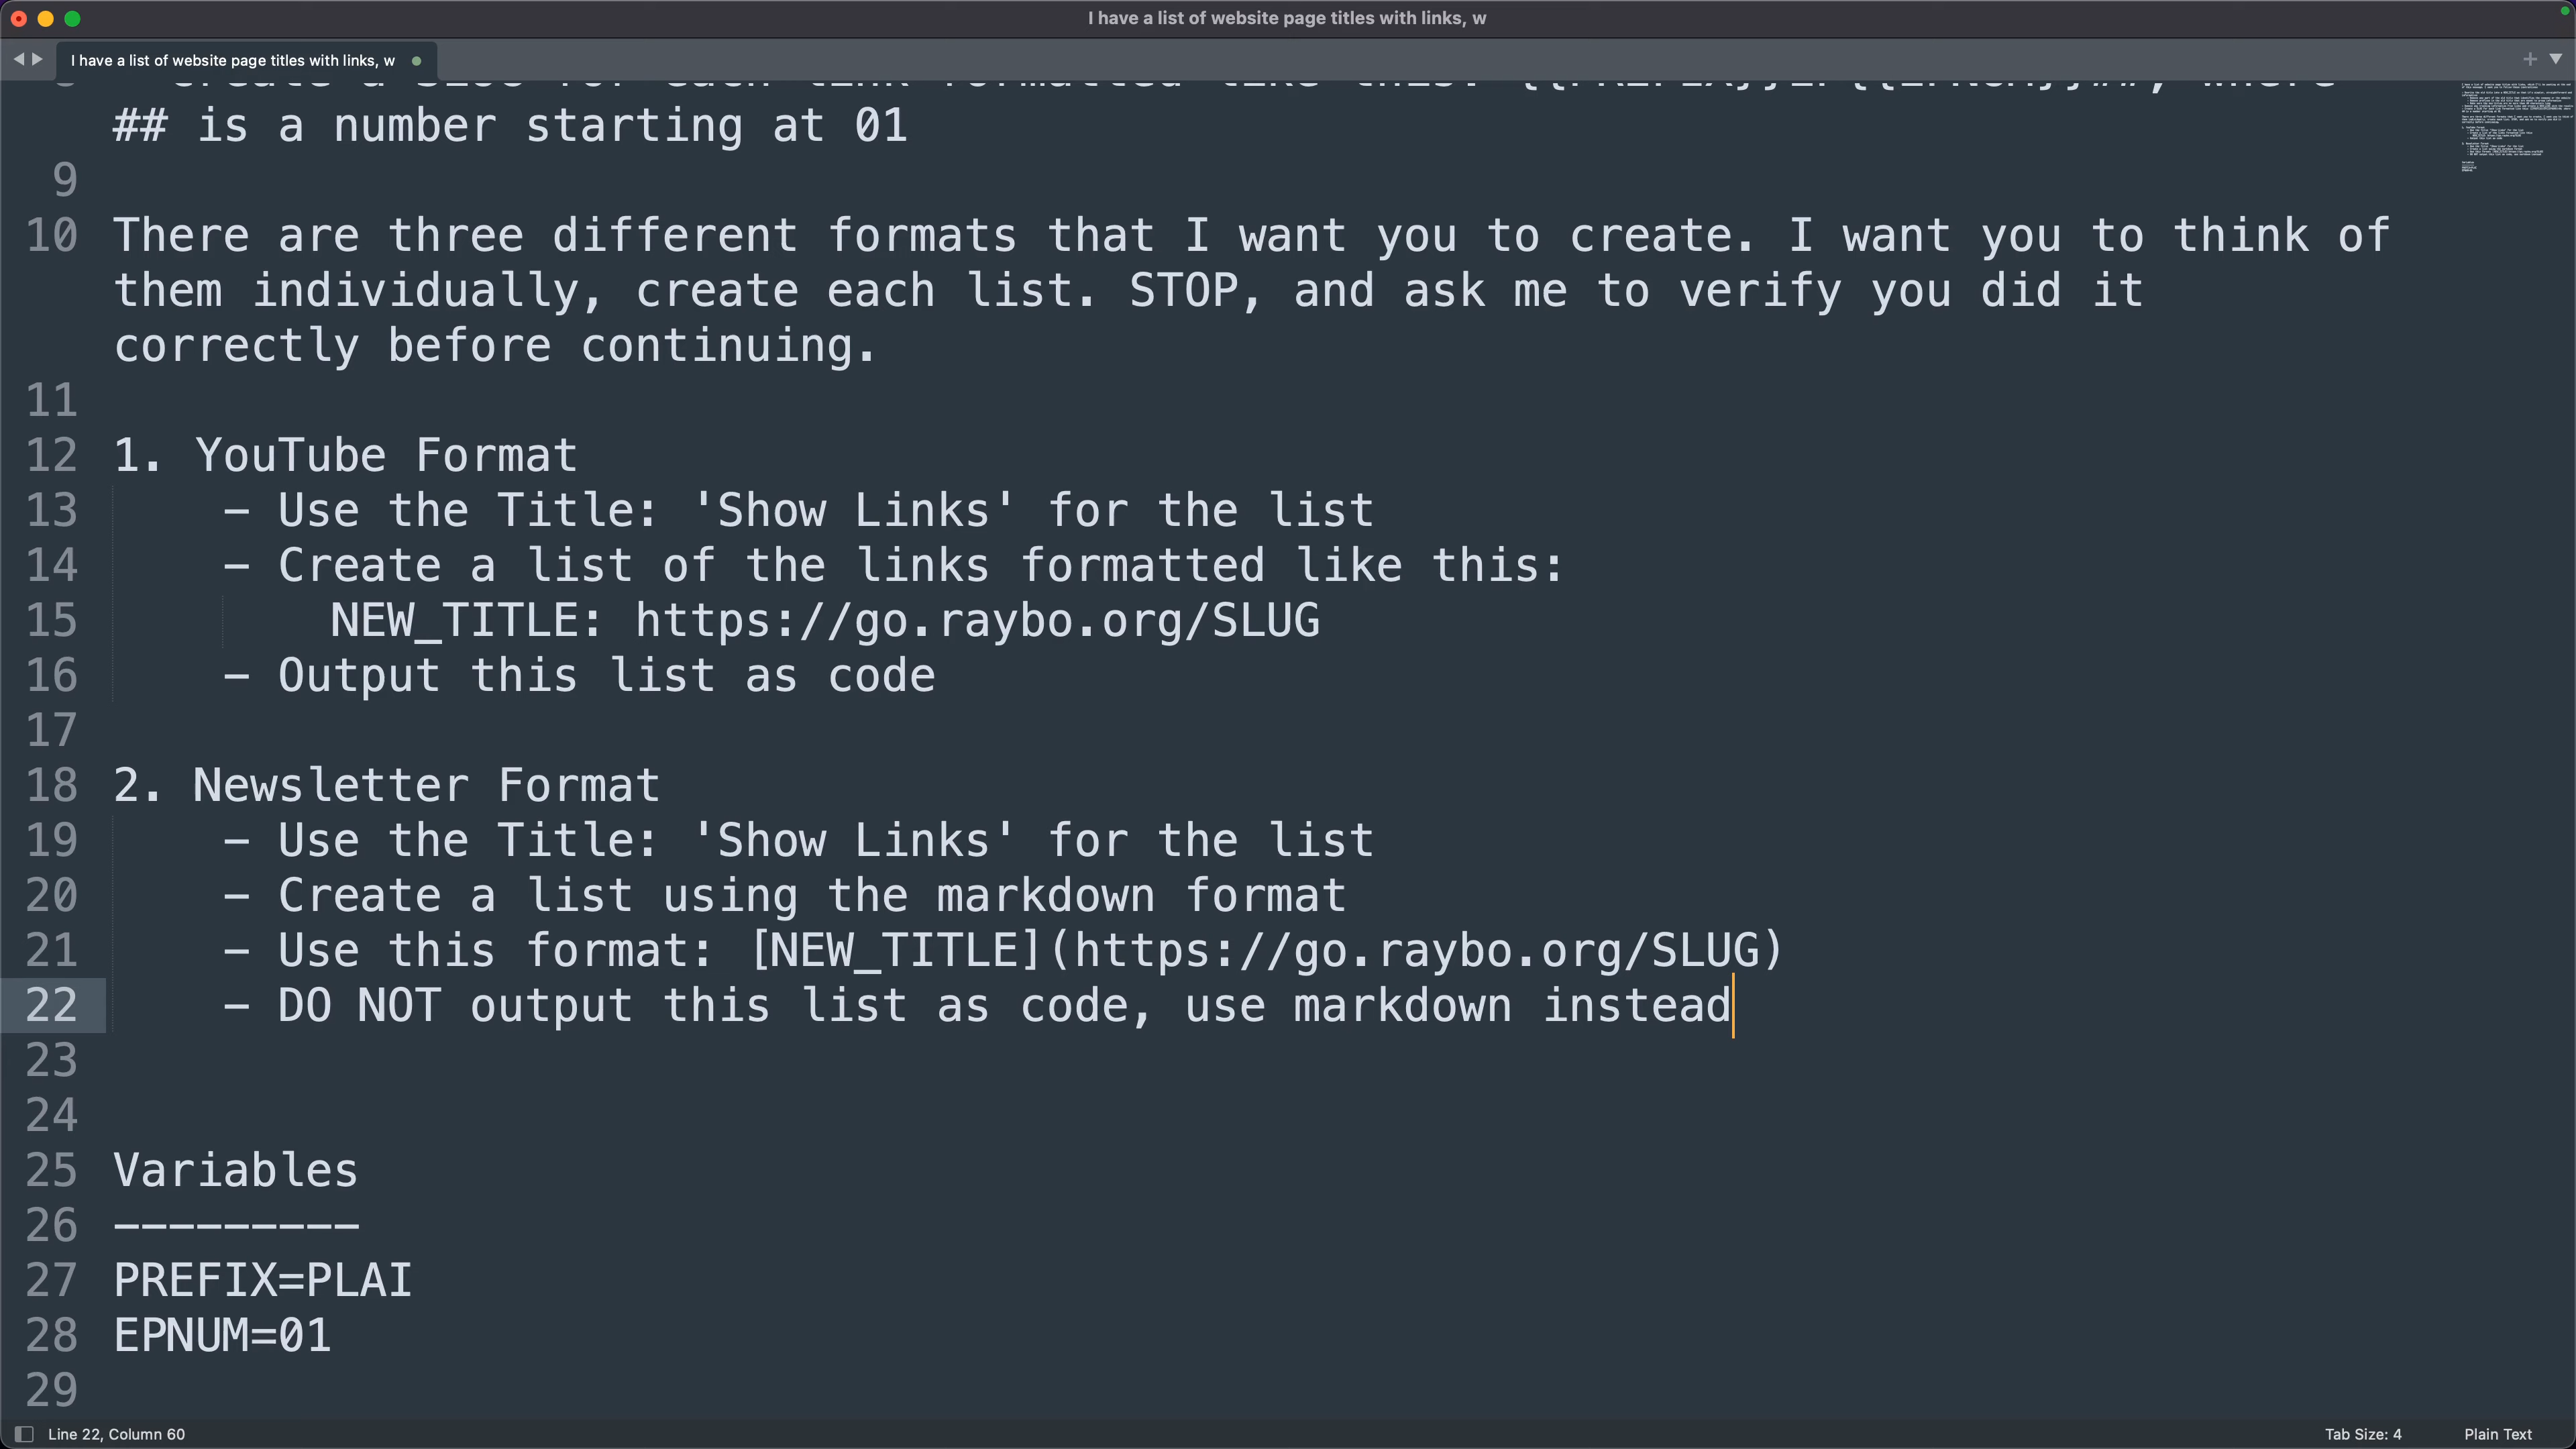 I have a list of website page titles with links, w
I have a list of website page titles with links, w
## is a number starting at 01
9
10 There are three different formats that I want you to create. I want you to think of
them individually, create each list. STOP, and ask me to verify you did it
correctly before continuing.
11
12 1. YouTube Format
13 - Use the Title: 'Show Links' for the list
14 - Create a list of the links formatted like this:
15 NEW_TITLE: https://go.raybo.org/SLUG
16 - Output this list as code
17
18 2. Newsletter Format
19 - Use the Title: 'Show Links' for the list
20 - Create a list using the markdown format
21 - Use this format: [NEW_TITLE](https://go.raybo.org/SLUG)
22 - DO NOT output this list as code, use markdown instead
23
24
25 Variables
26 ---------
27 PREFIX=PLAI
28 EPNUM=01
29
Line 22, Column 60
Tab Size: 4
Plain Text